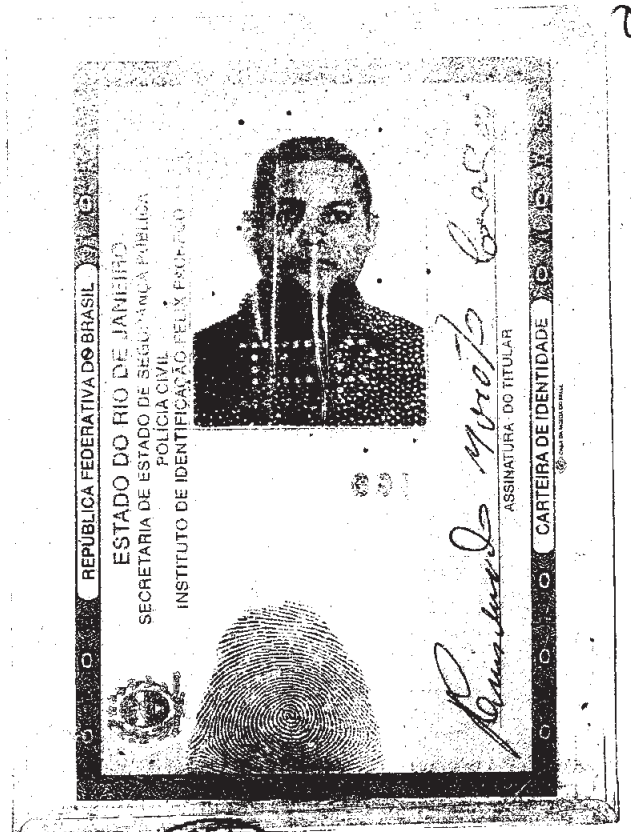 REPÚBLICA FEDERATIVA DO BRASIL
ESTADO DO RIO DE JANEIRO
SECRETARIA DE ESTADO DE SEGURANÇA PÚBLICA
POLICIA CIVIL
INSTITUTO DE IDENTIFICAÇÃO FELIX PACHECO
ASSINATURA DO TITULAR
CARTEIRA DE IDENTIDADE